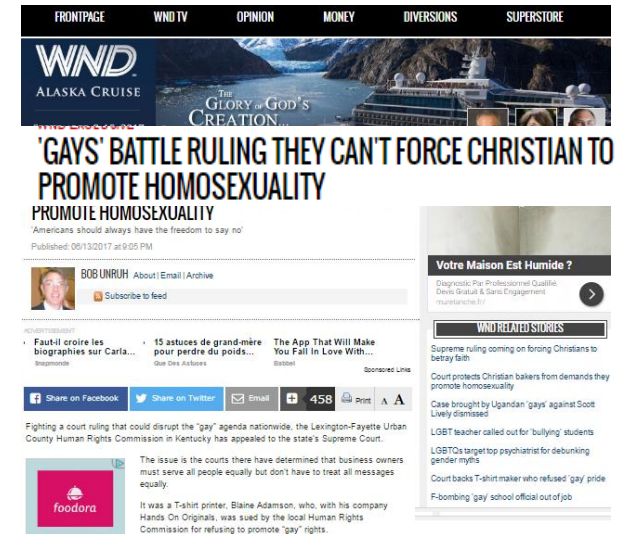 FRONTPAGE WND TV OPINION MONEY DIVERSIONS SUPERSTORE
WND
ALASKA CRUISE
THE
GLORY OF GOD'S
CREATION...
WND EXCLUSIVE
'GAYS' BATTLE RULING THEY CAN'T FORCE CHRISTIAN TO
PROMOTE HOMOSEXUALITY
PROMOTE HOMOSEXUALITY
'Americans should always have the freedom to say no'
Published: 06/13/2017 at 9:05 PM
BOB UNRUH About | Email | Archive
Subscribe to feed
ADVERTISEMENT
Faut-il croire les
biographies sur Carla...
Snapmonde
15 astuces de grand-mère
pour perdre du poids...
Que Des Astuces
The App That Will Make
You Fall In Love With...
Babbel
Sponsored Links
Share on Facebook Share on Twitter Email 458 Print A A
Fighting a court ruling that could disrupt the "gay" agenda nationwide, the Lexington-Fayette Urban
County Human Rights Commission in Kentucky has appealed to the state's Supreme Court.
foodora
The issue is the courts there have determined that business owners
must serve all people equally but don't have to treat all messages
equally.
It was a T-shirt printer, Blaine Adamson, who, with his company
Hands On Originals, was sued by the local Human Rights
Commission for refusing to promote "gay" rights.
Votre Maison Est Humide ?
Diagnostic Par Professionnel Qualifié.
Devis Gratuit & Sans Engagement
muretanche.fr/
WND RELATED STORIES
Supreme ruling coming on forcing Christians to
betray faith
Court protects Christian bakers from demands they
promote homosexuality
Case brought by Ugandan 'gays' against Scott
Lively dismissed
LGBT teacher called out for 'bullying' students
LGBTQs target top psychiatrist for debunking
gender myths
Court backs T-shirt maker who refused 'gay' pride
F-bombing 'gay' school official out of job